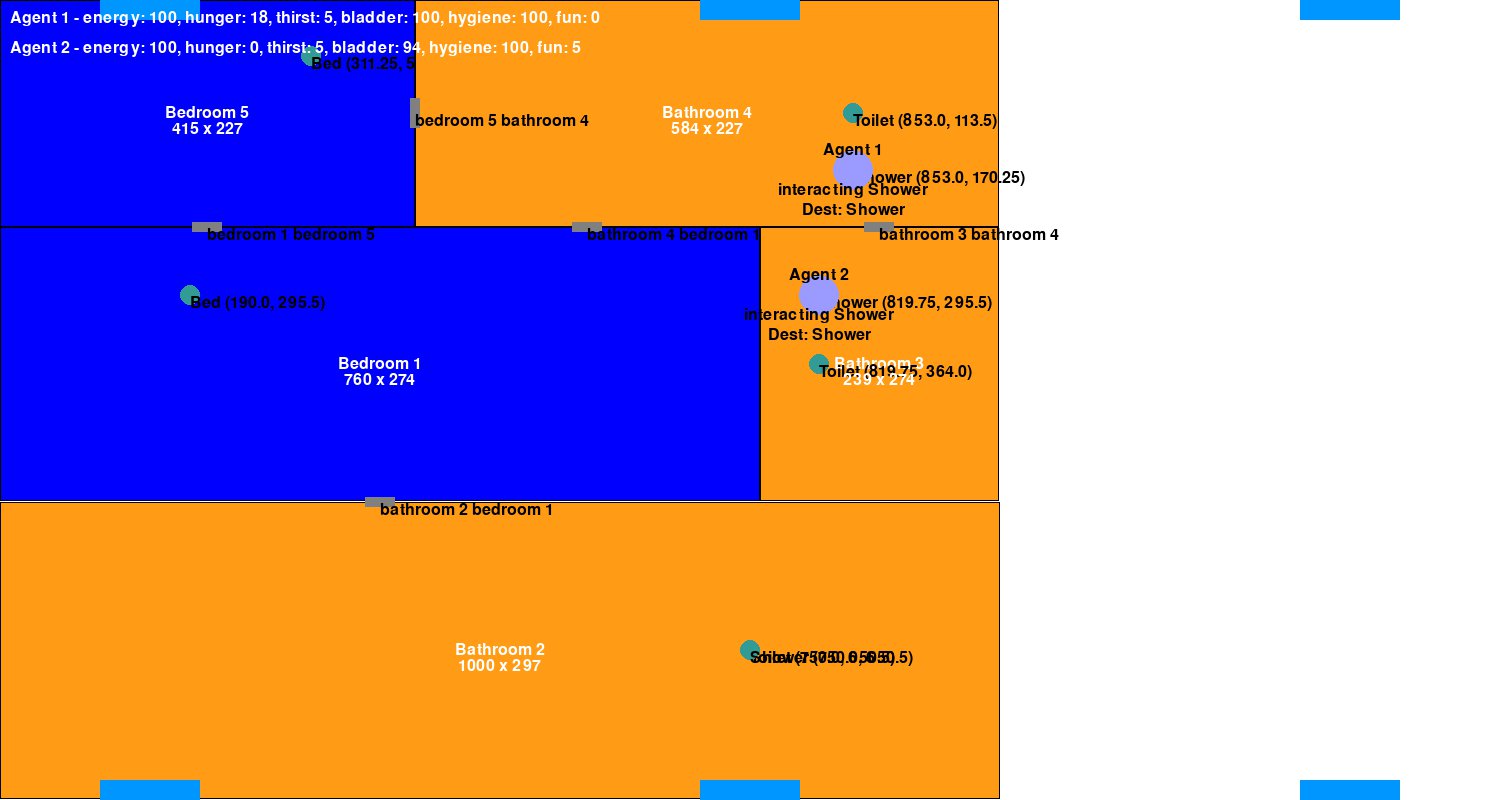 Agent 1 - energy: 100, hunger: 18, thirst: 5, bladder: 100, hygiene: 100, fun: 0
Agent 2 - energy: 100, hunger: 0, thirst: 5, bladder: 94, hygiene: 100, fun: 5
Bed (311.25, 5
Bedroom 5
415 x 227
bedroom 5 bathroom 4
Bathroom 4
584 x 227
Toilet (853.0, 113.5)
Agent 1
ower (853.0, 170.25)
interacting Shower
Dest: Shower
bedroom 1 bedroom 5
bathroom 4 bedroom 1
bathroom 3 bathroom 4
Agent 2
Bed (190.0, 295.5)
ower (819.75, 295.5)
interacting Shower
Dest: Shower
Bedroom 1
760 x 274
Bathroom 3
239 x 274
Toilet (819.75, 364.0)
bathroom 2 bedroom 1
Bathroom 2
1000 x 297